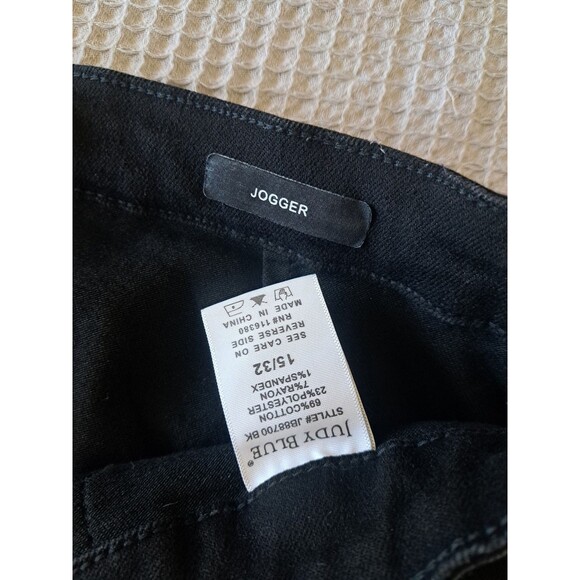 JOGGER
JUDY BLUE®
STYLE# JB88700 BK
69%COTTON
23%POLYESTER
7%RAYON
1%SPANDEX
15/32
SEE CARE ON
REVERSE SIDE
RN# 116380
MADE IN CHINA